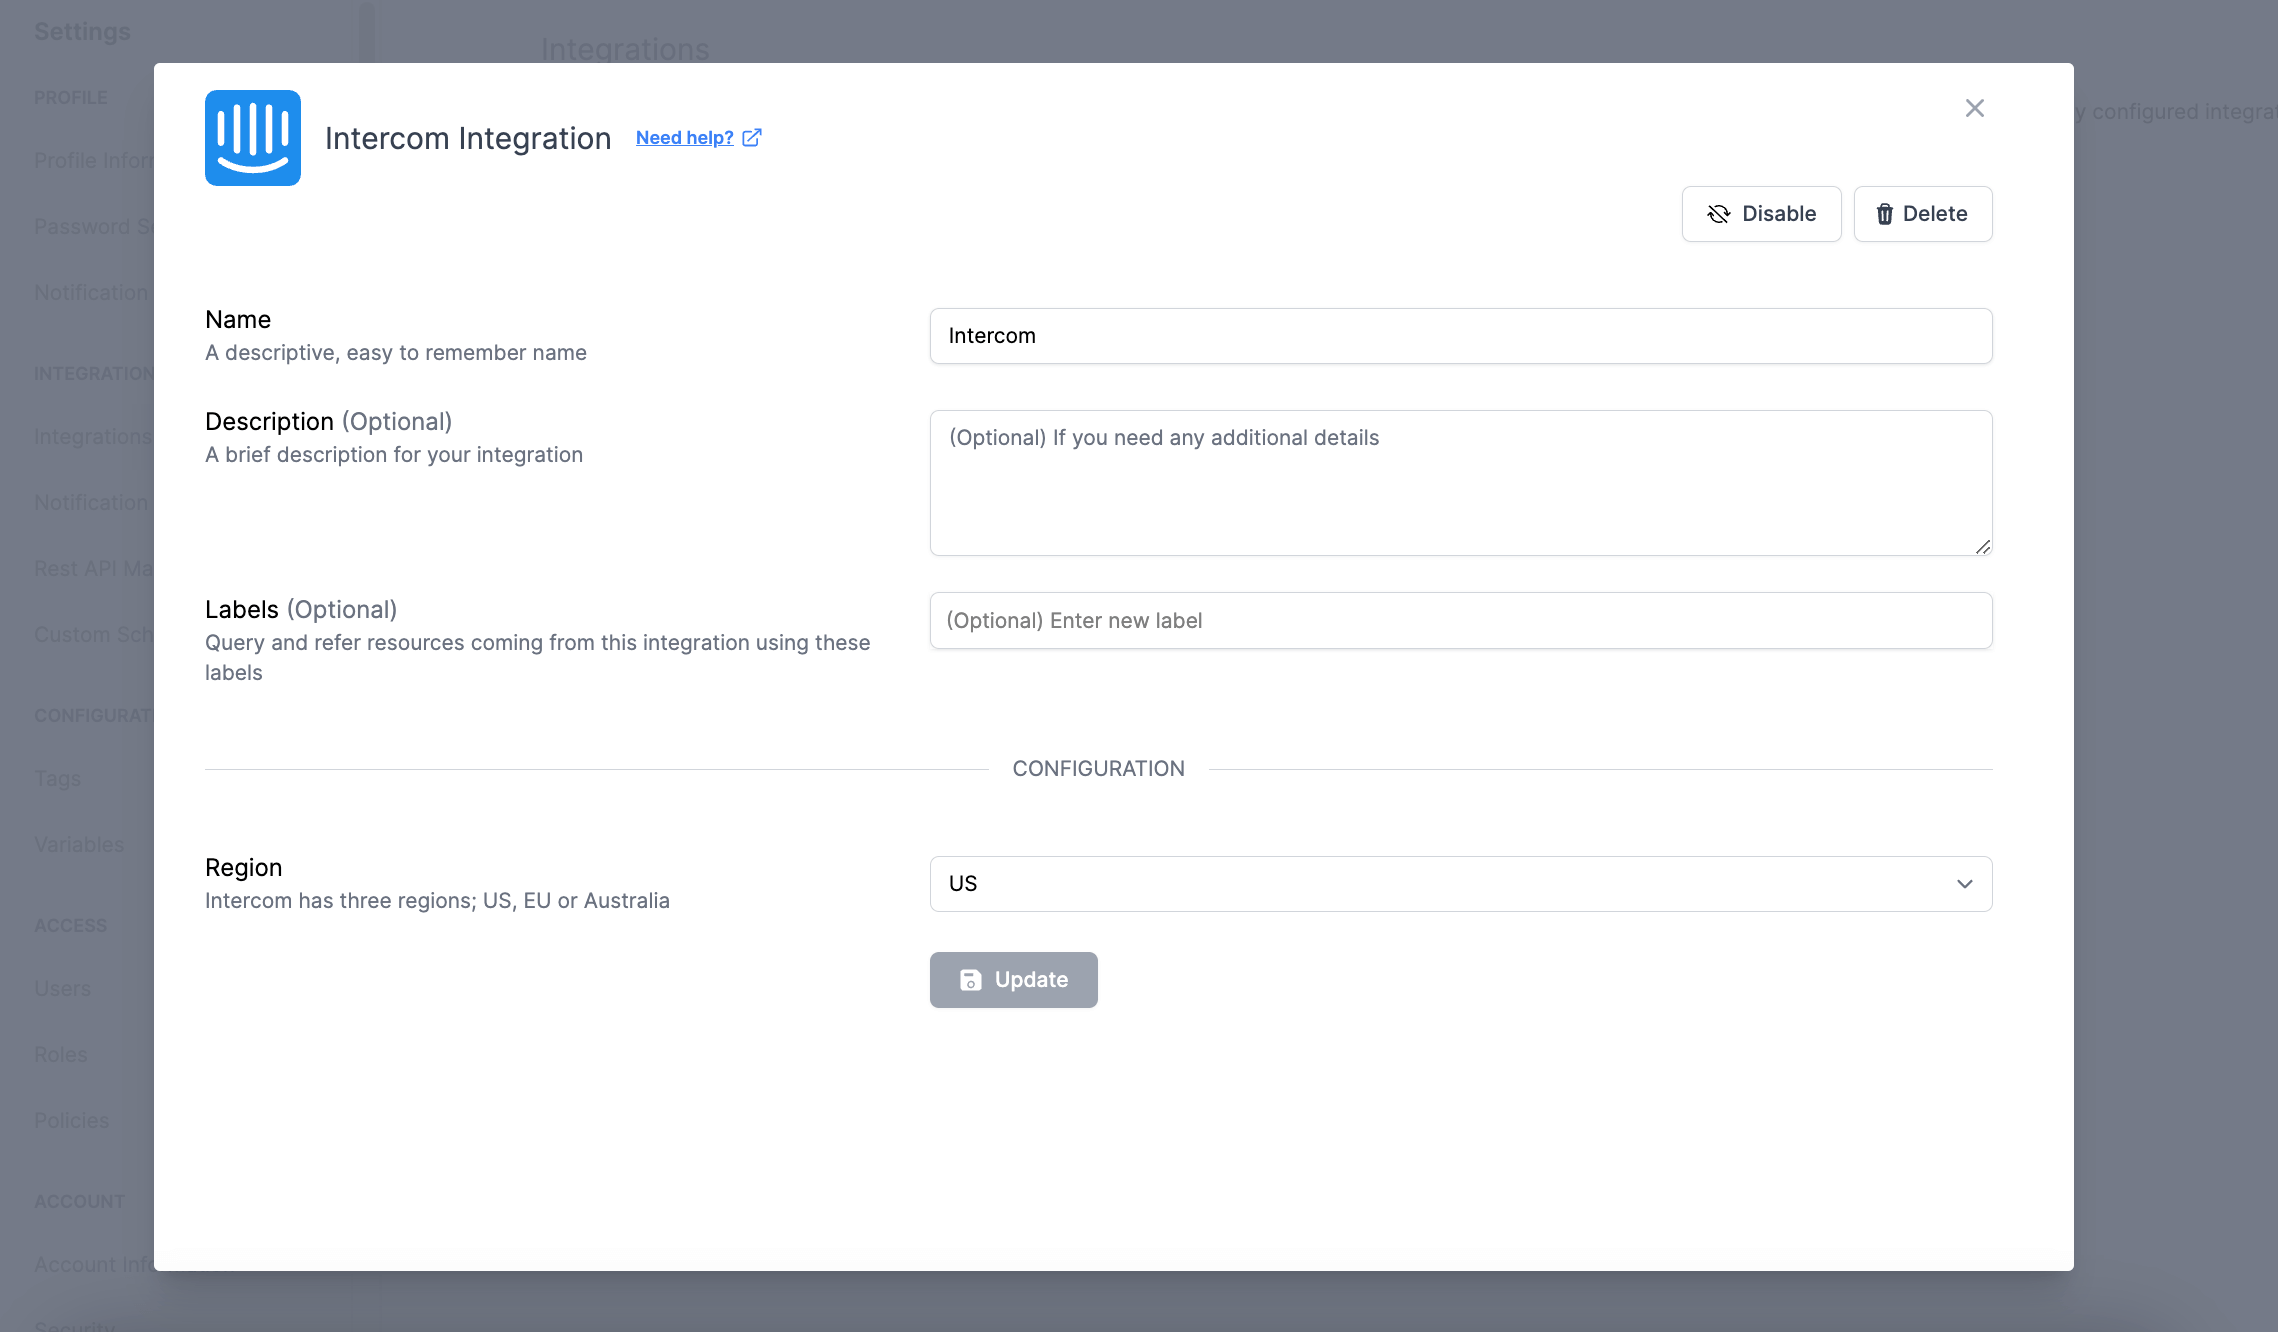 Settings
Integrations
PROFILE
y configured integrat
Intercom Integration Need help?
Profile Inforr
Disable Delete
Password S
Notification
Name
Intercom
A descriptive, easy to remember name
INTEGRATION
Description (Optional)
(Optional) If you need any additional details
A brief description for your integration
Integrations
Notification
Rest API Ma
Labels (Optional)
(Optional) Enter new label
Query and refer resources coming from this integration using these
labels
Custom Sch
CONFIGURAT
CONFIGURATION
Tags
Variables
Region
US
Intercom has three regions; US, EU or Australia
ACCESS
Update
Users
Roles
Policies
ACCOUNT
Account Info
Security